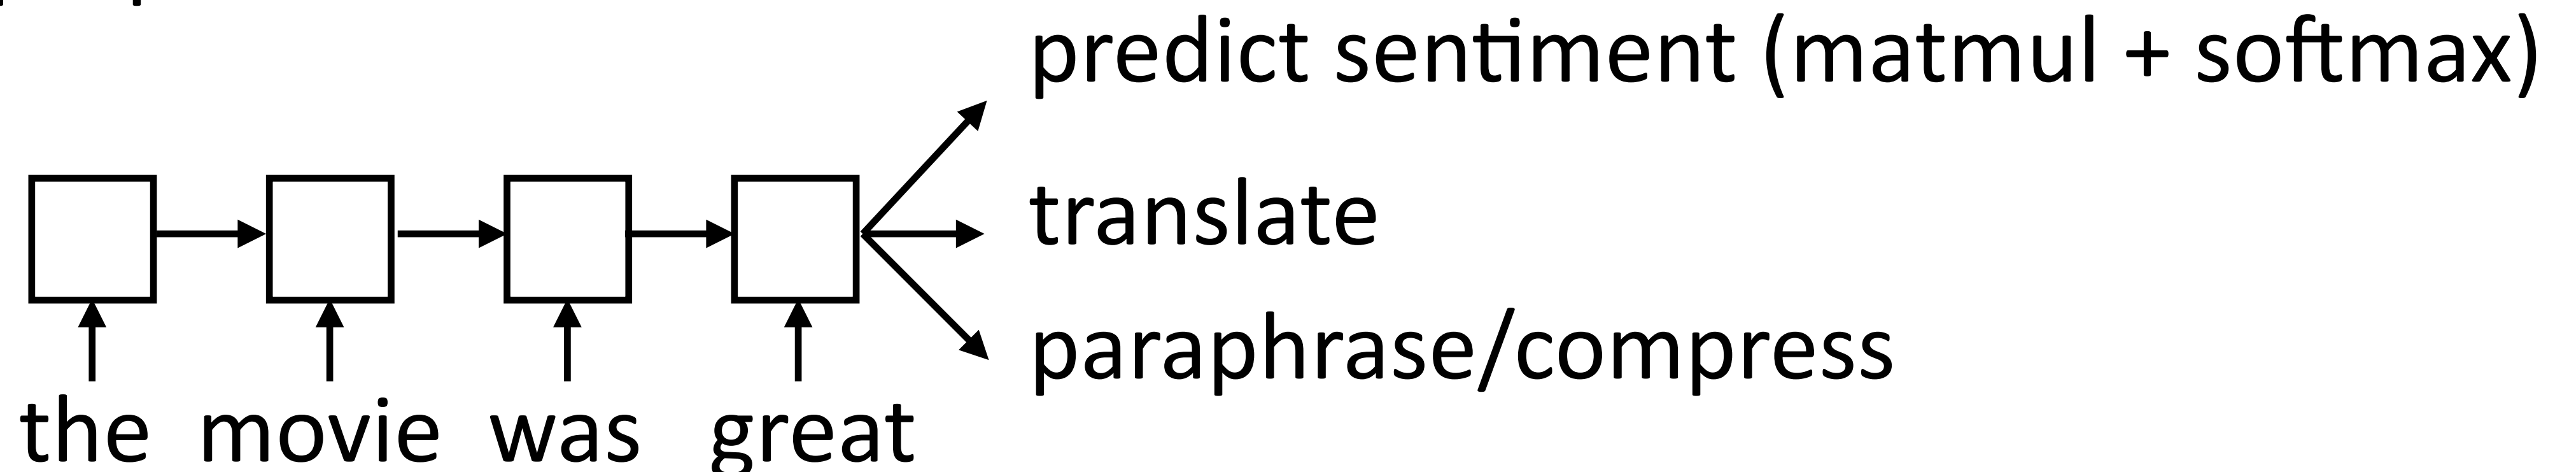 predict sentiment (matmul + softmax)
translate
paraphrase/compress
the movie was great